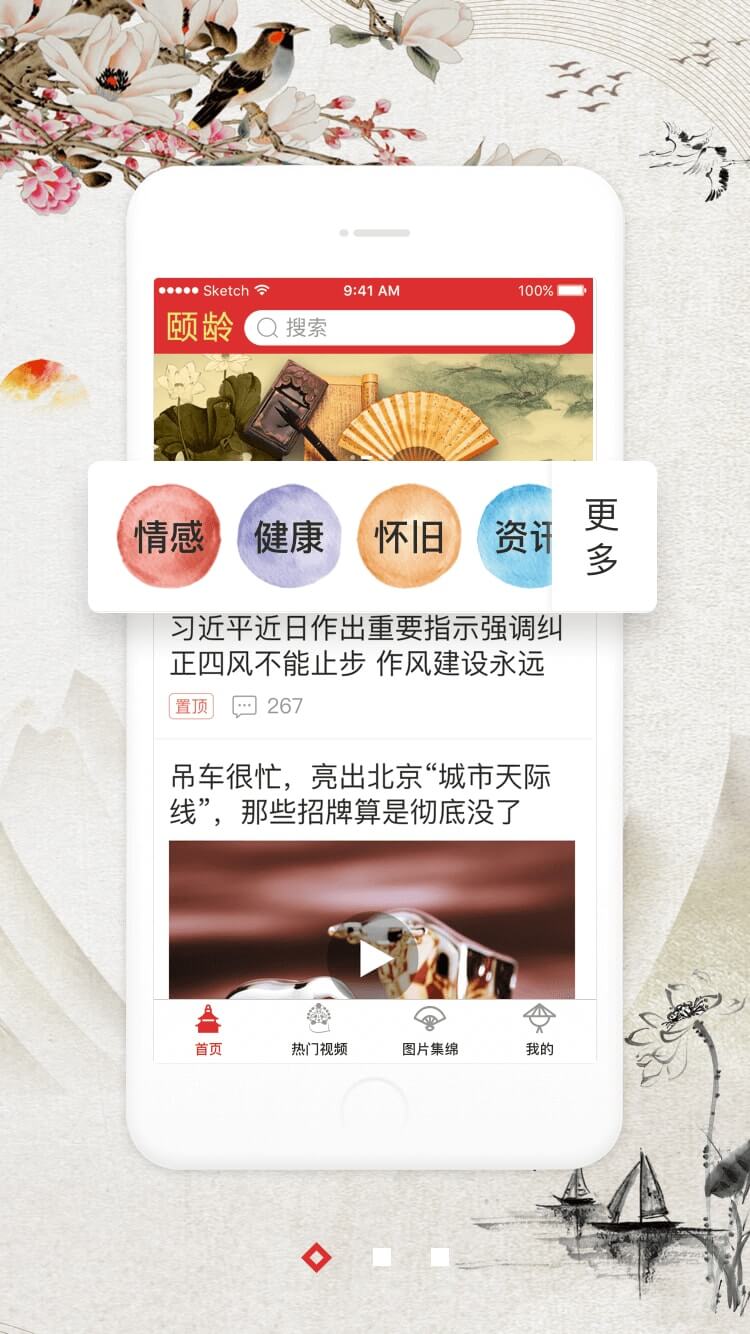 Sketch 9:41 AM 100%
颐龄 搜索
情感 健康 怀旧 资讯 更多
习近平近日作出重要指示强调纠
正四风不能止步 作风建设永远
置顶 267
吊车很忙，亮出北京“城市天际
线”，那些招牌算是彻底没了
首页 热门视频 图片集绵 我的